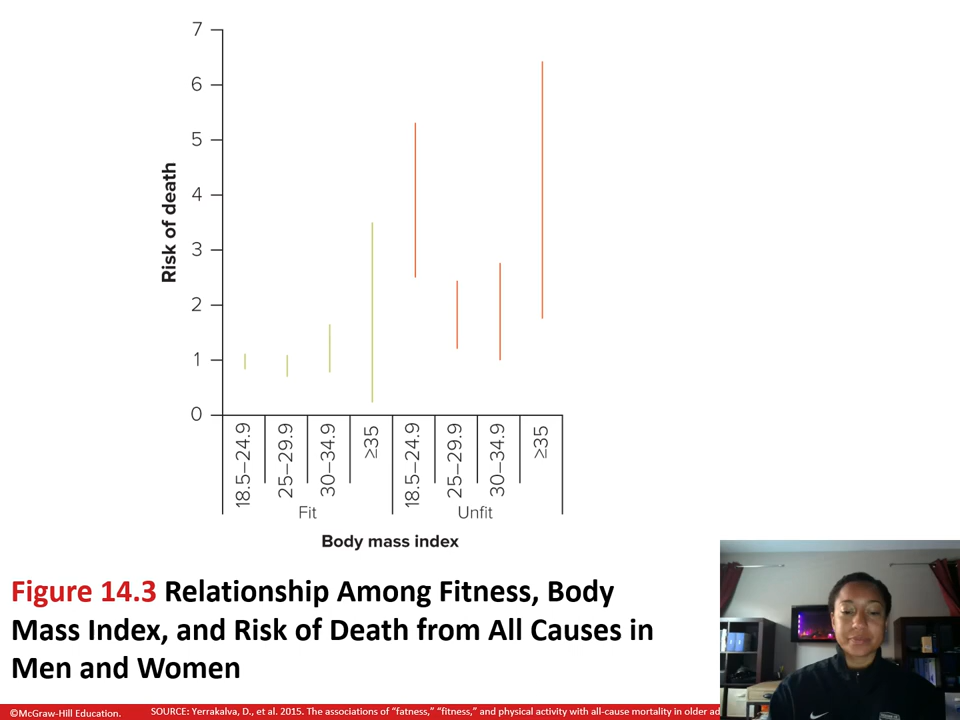 7
6
5
4
3
2
1
0
Risk of death
18.5–24.9
25–29.9
30–34.9
≥35
18.5–24.9
25–29.9
30–34.9
≥35
Fit
Unfit
Body mass index
Figure 14.3 Relationship Among Fitness, Body
Mass Index, and Risk of Death from All Causes in
Men and Women
©McGraw-Hill Education.
SOURCE: Yerrakalva, D., et al. 2015. The associations of “fatness,” “fitness,” and physical activity with all-cause mortality in older ad